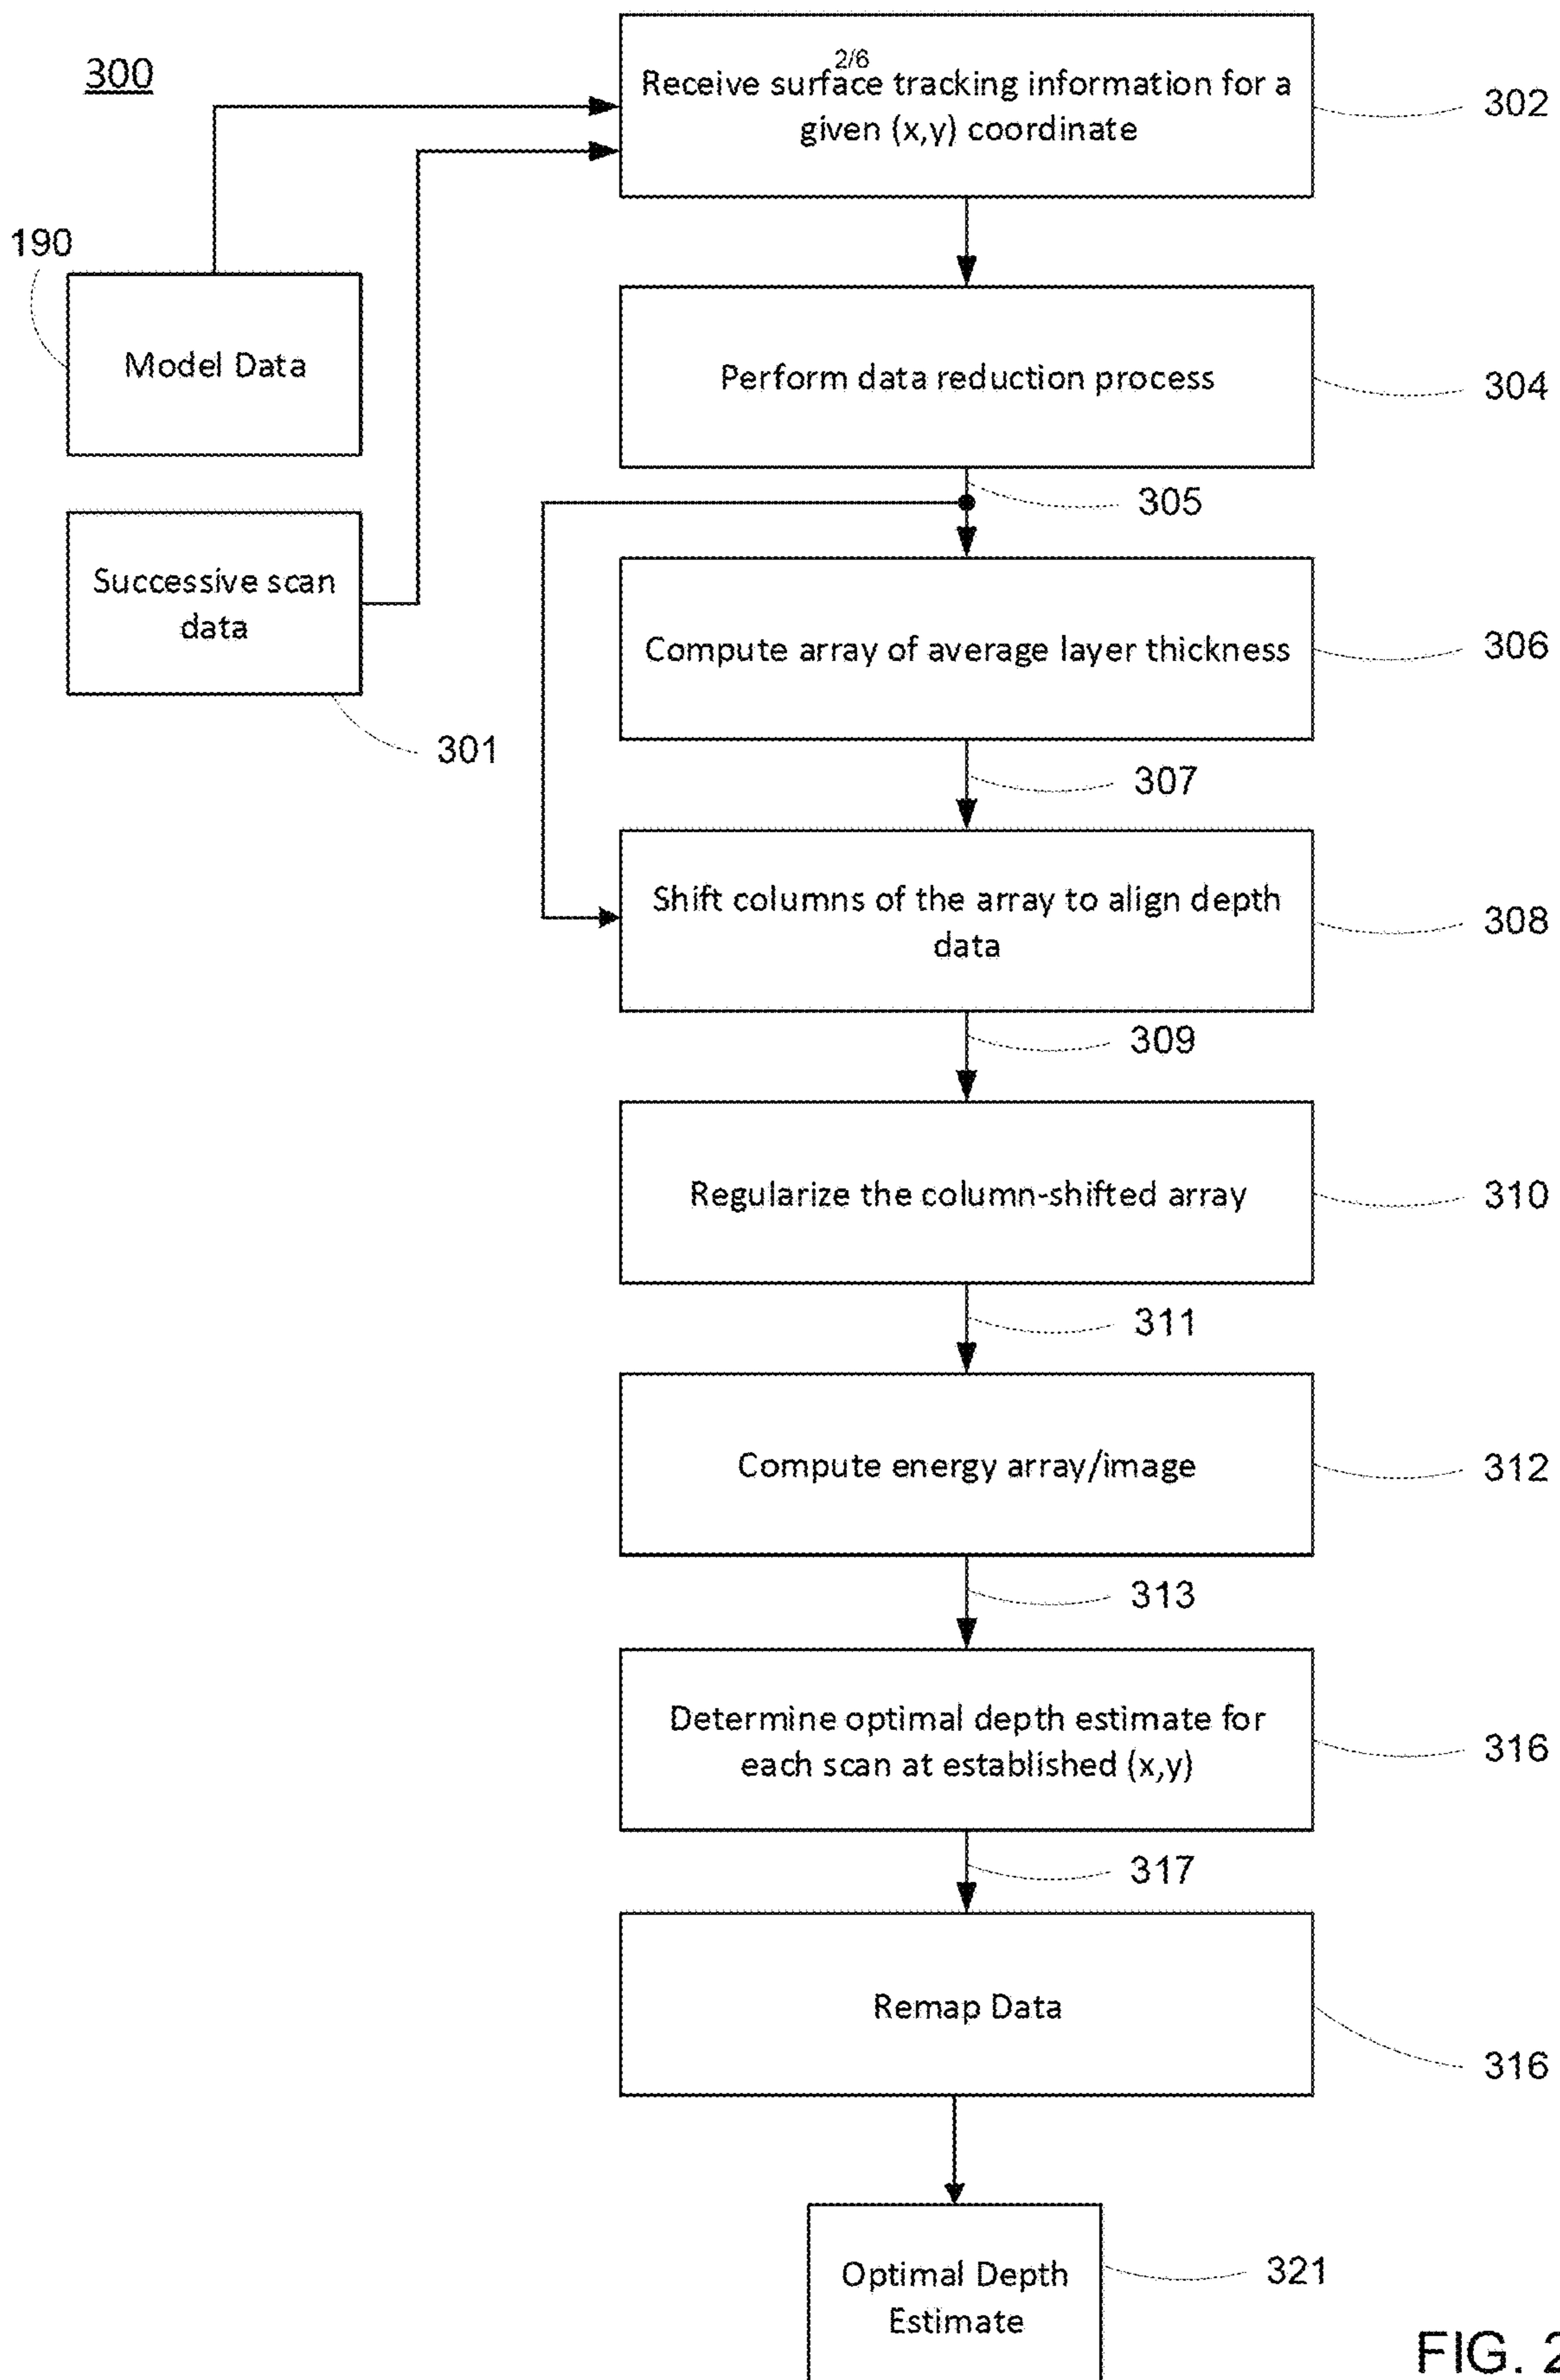 300
2/6
Receive surface tracking information for a
given (x,y) coordinate
302
190
Model Data
Perform data reduction process
304
305
Successive scan
data
301
Compute array of average layer thickness
306
307
Shift columns of the array to align depth
data
308
309
Regularize the column-shifted array
310
311
Compute energy array/image
312
313
Determine optimal depth estimate for
each scan at established (x,y)
316
317
Remap Data
316
Optimal Depth
Estimate
321
FIG. 2